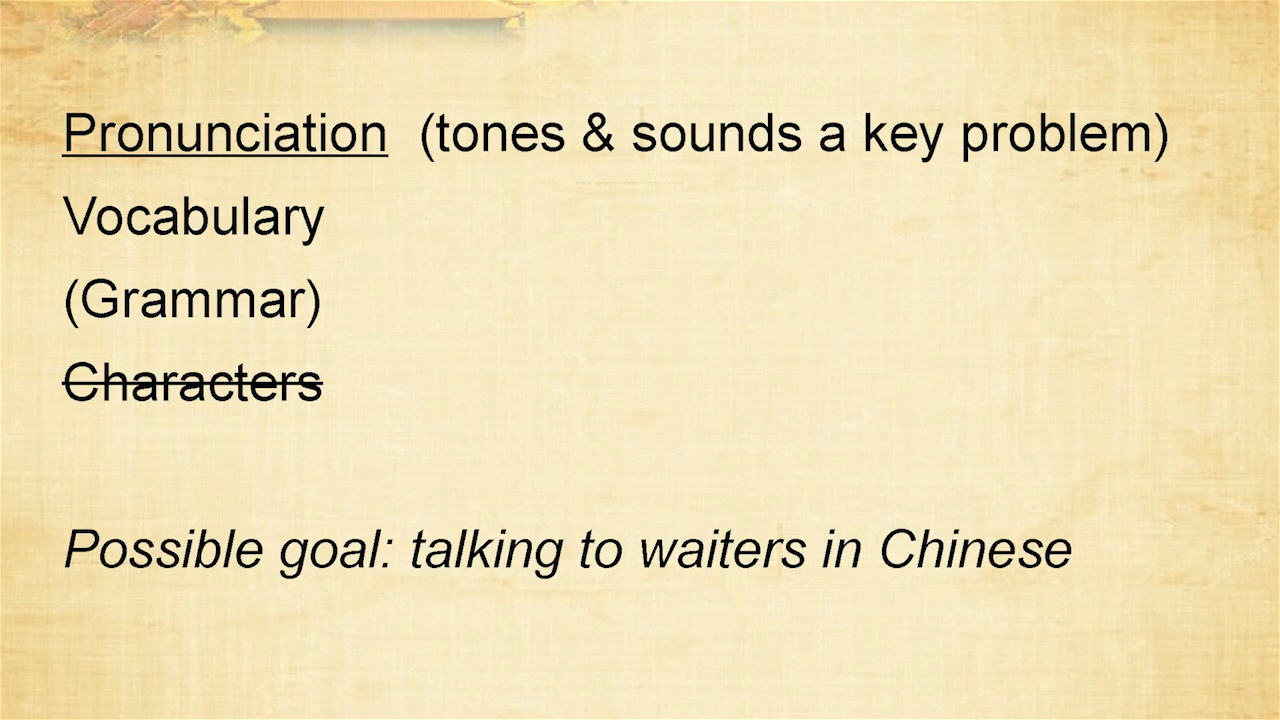 Pronunciation (tones & sounds a key problem)
Vocabulary
(Grammar)
Characters
Possible goal: talking to waiters in Chinese